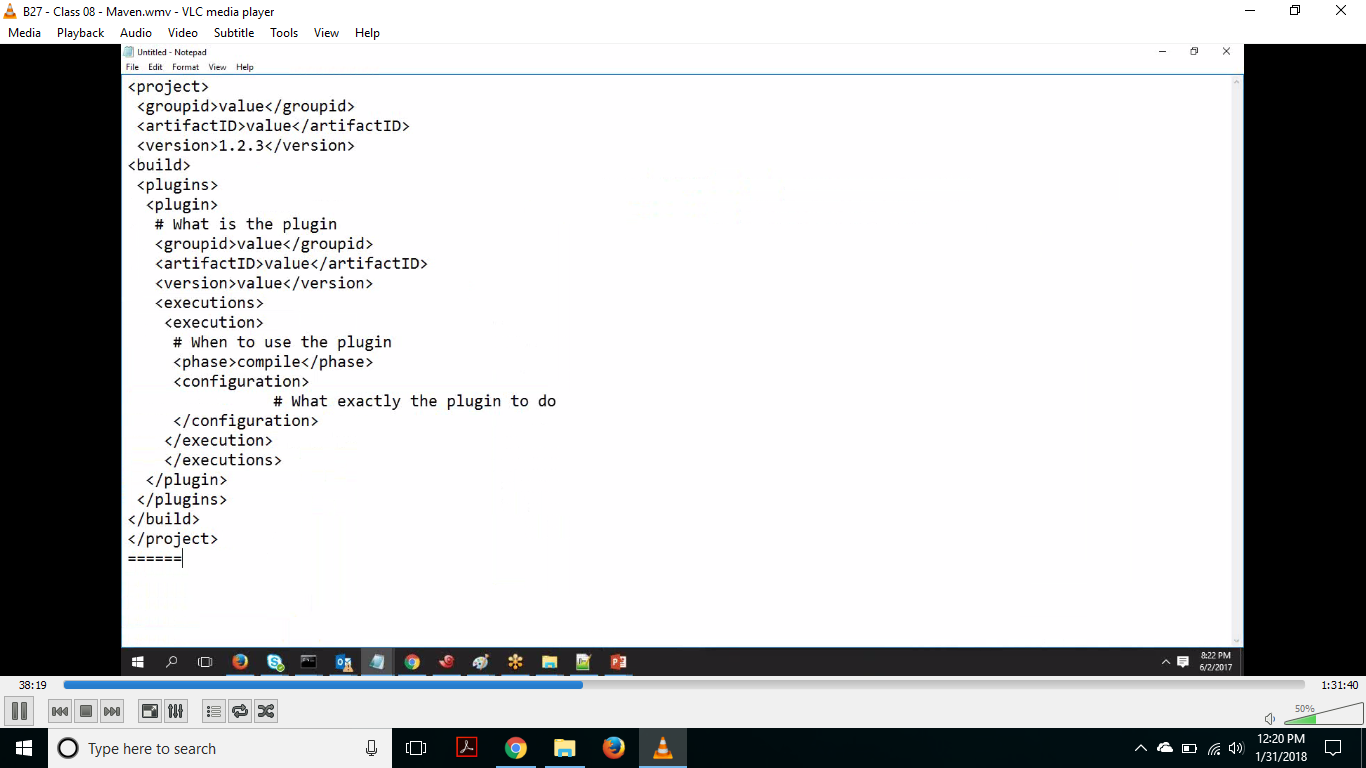 B27 - Class 08 - Maven.wmv - VLC media player
Media Playback Audio Video Subtitle Tools View Help
Untitled - Notepad
File Edit Format View Help
<project>
<groupid>value</groupid>
<artifactID>value</artifactID>
<version>1.2.3</version>
<build>
<plugins>
<plugin>
# What is the plugin
<groupid>value</groupid>
<artifactID>value</artifactID>
<version>value</version>
<executions>
<execution>
# When to use the plugin
<phase>compile</phase>
<configuration>
# What exactly the plugin to do
</configuration>
</execution>
</executions>
</plugin>
</plugins>
</build>
</project>
======
8:22 PM
6/2/2017
38:19
1:31:40
50%
Type here to search
12:20 PM
1/31/2018